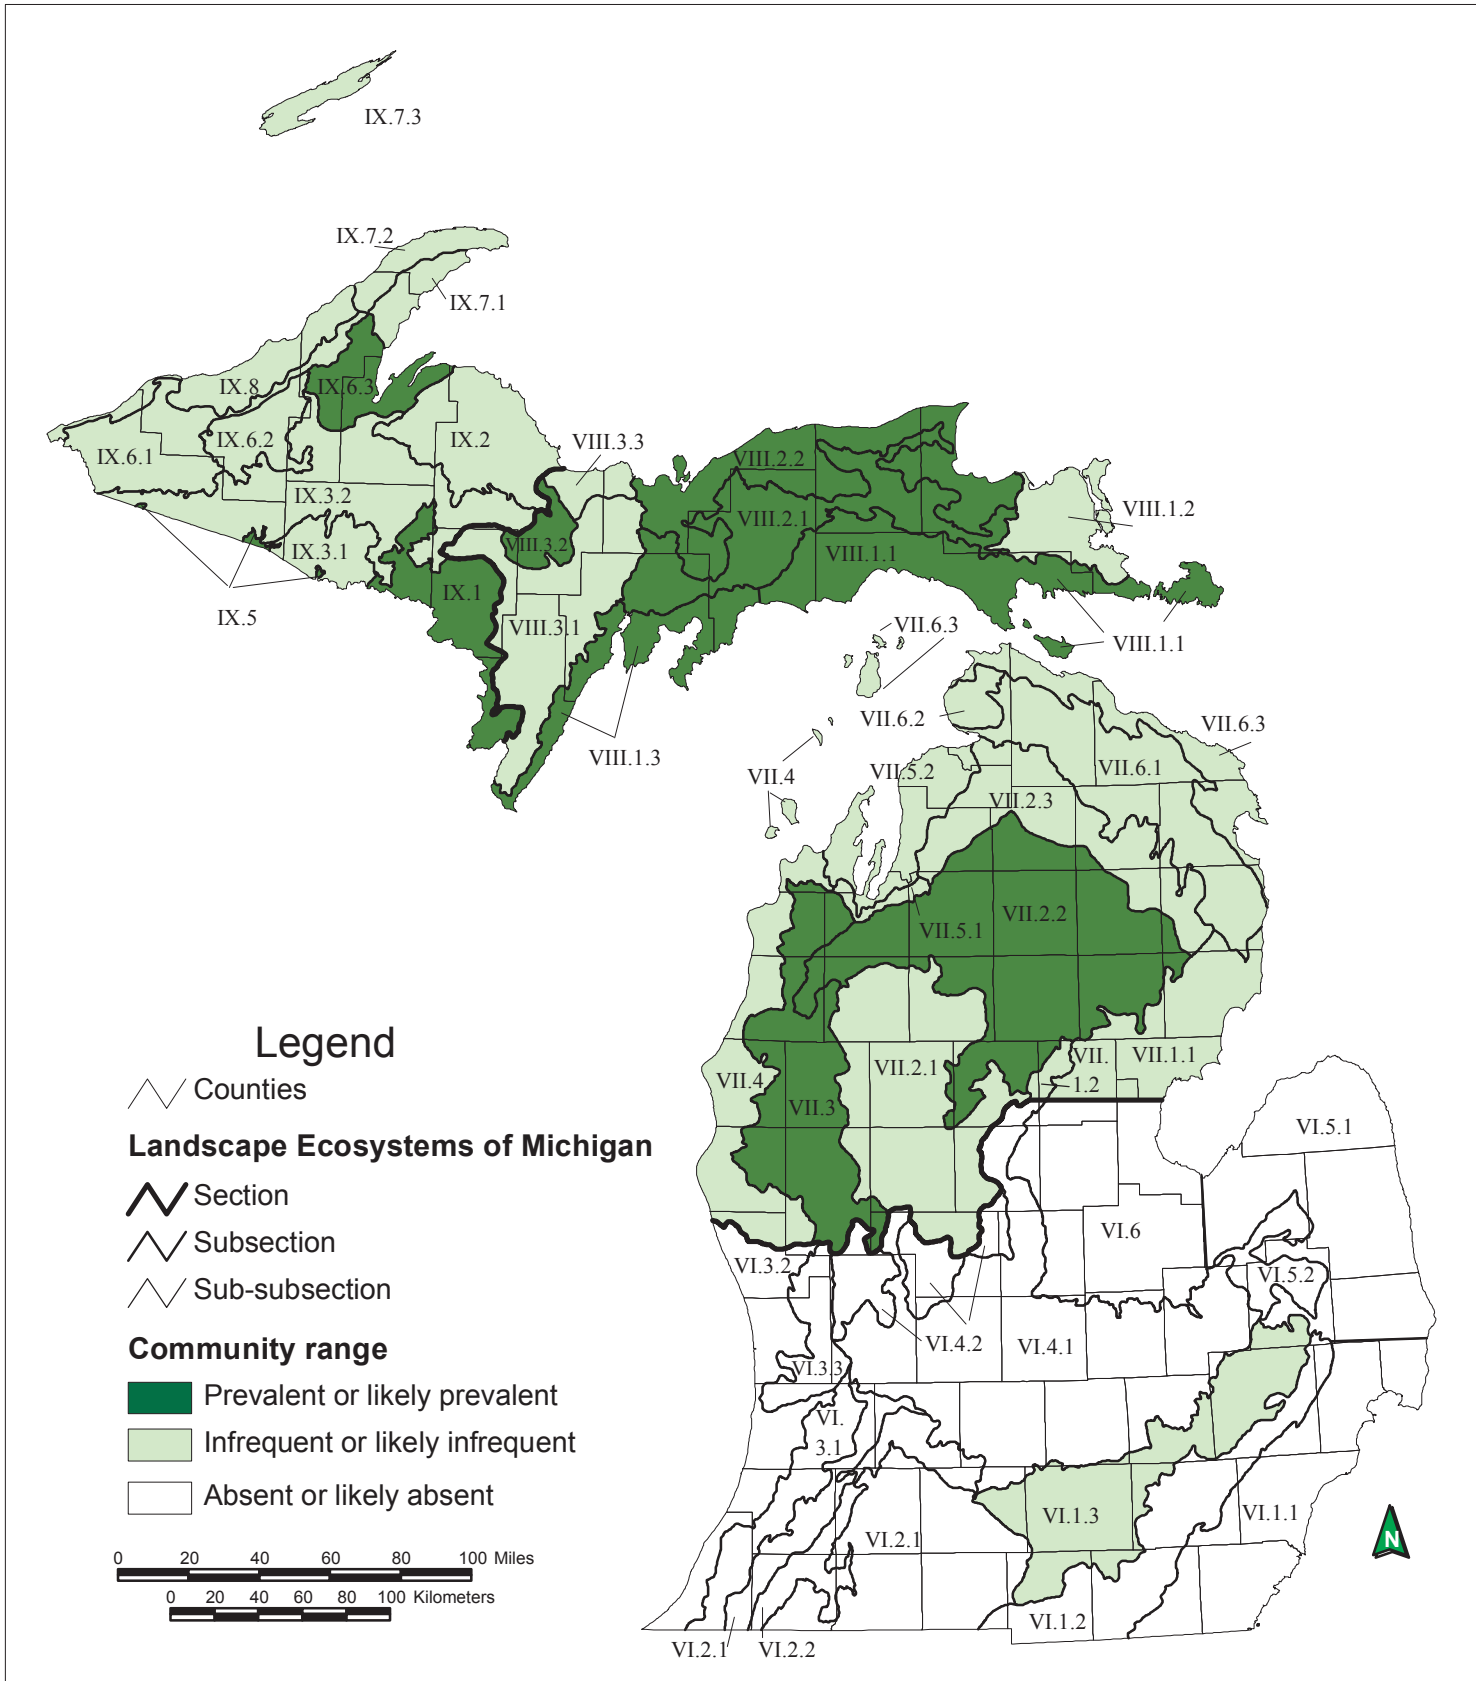 IX.7.3
IX.7.2
IX.7.1
IX.8
IX.6.3
IX.6.2
IX.2
IX.6.1
VIII.3.3
VIII.2.2
IX.3.2
VIII.1.2
VIII.2.1
IX.3.1
VIII.3.2
VIII.1.1
IX.1
IX.5
VIII.3.1
VII.6.3
VIII.1.1
VII.6.2
VII.6.3
VIII.1.3
VII.4
VII.5.2
VII.6.1
VII.2.3
VII.2.2
VII.5.1
VII.
1.2
VII.1.1
VII.2.1
VII.4
VII.3
VI.5.1
VI.6
VI.3.2
VI.5.2
VI.4.2
VI.4.1
VI.3.3
VI.
3.1
VI.1.3
VI.1.1
VI.2.1
VI.1.2
VI.2.1
VI.2.2
Legend
Counties
Landscape Ecosystems of Michigan
Section
Subsection
Sub-subsection
Community range
Prevalent or likely prevalent
Infrequent or likely infrequent
Absent or likely absent
0 20 40 60 80 100 Miles
0 20 40 60 80 100 Kilometers
N